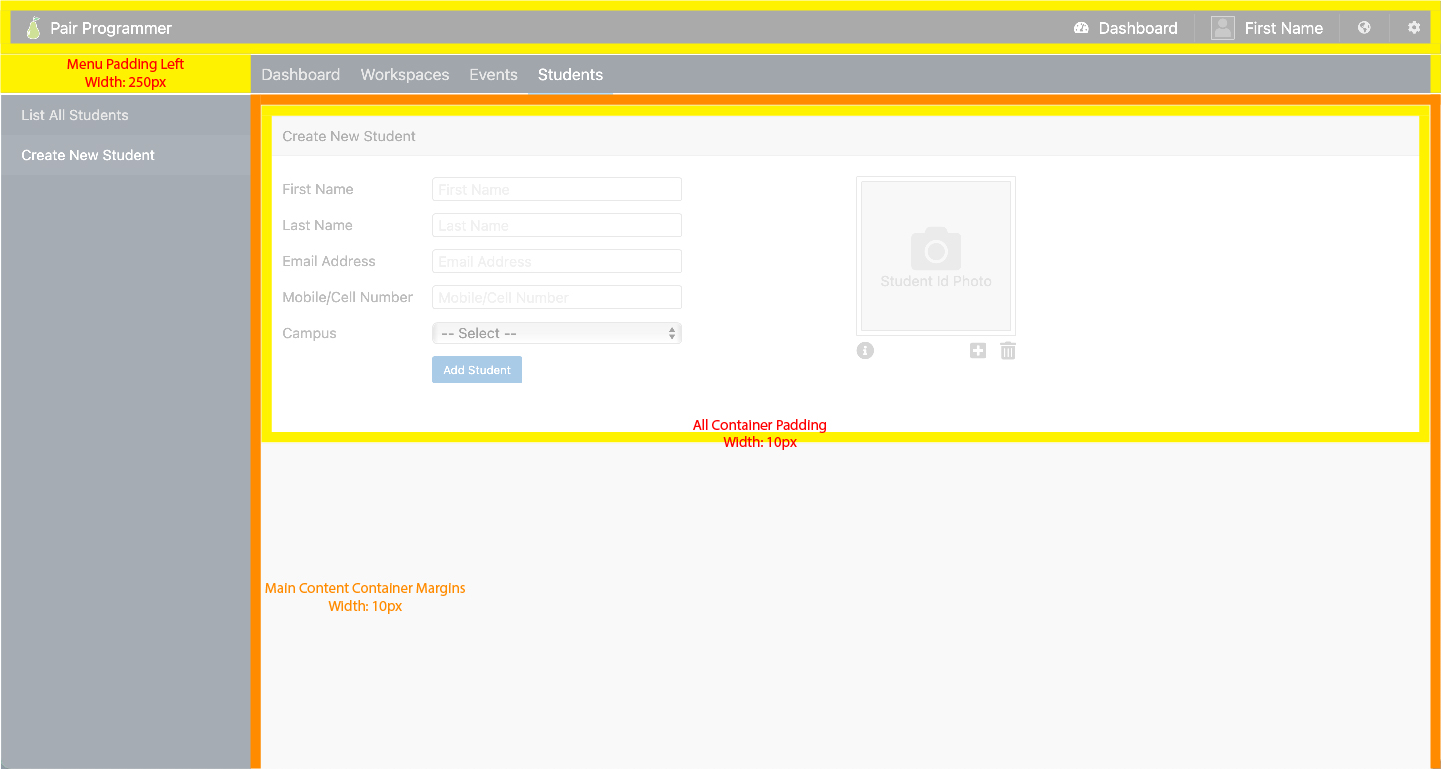 Pair Programmer
Dashboard
First Name
Menu Padding Left
Width: 250px
Dashboard Workspaces Events Students
List All Students
Create New Student
Create New Student
First Name First Name
Last Name Last Name
Email Address Email Address
Mobile/Cell Number Mobile/Cell Number
Campus -- Select --
Add Student
Student Id Photo
All Container Padding
Width: 10px
Main Content Container Margins
Width: 10px